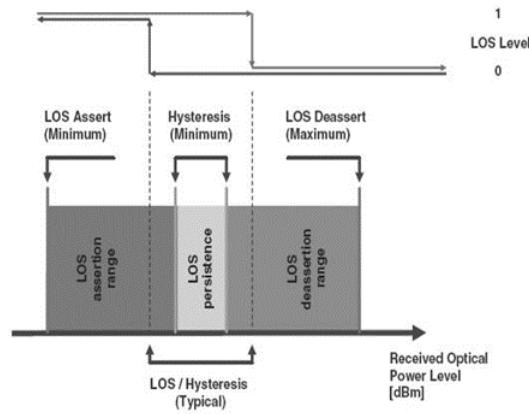 1
LOS Level
0
LOS Assert
(Minimum)
Hysteresis
(Minimum)
LOS Deassert
(Maximum)
LOS
assertion
range
LOS
persistence
LOS
deassertion
range
LOS / Hysteresis
(Typical)
Received Optical
Power Level
[dBm]